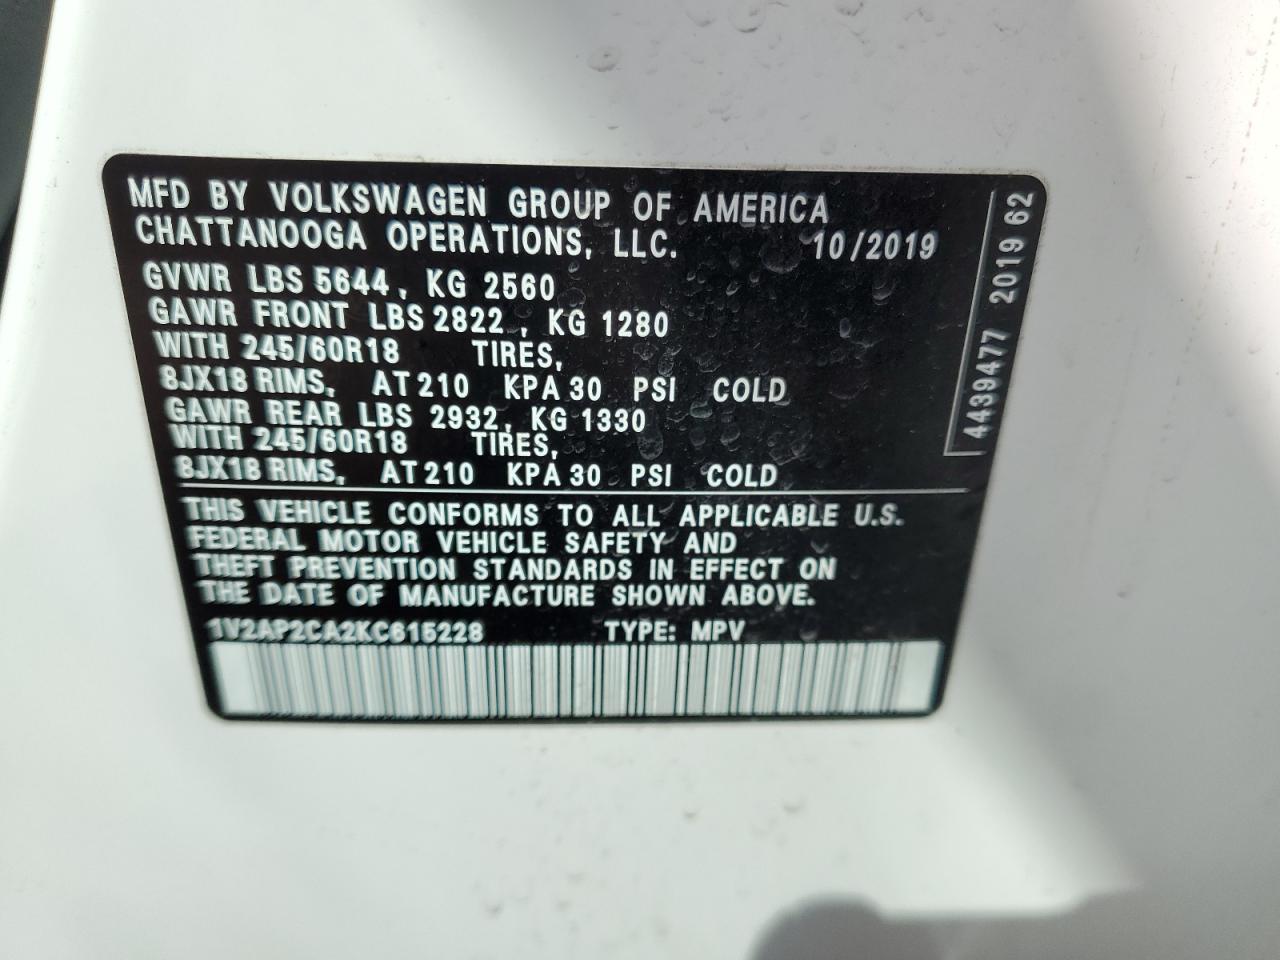 MFD BY VOLKSWAGEN GROUP OF AMERICA
CHATTANOOGA OPERATIONS, LLC. 10/2019
GVWR LBS 5644, KG 2560
GAWR FRONT LBS 2822, KG 1280
WITH 245/60R18 TIRES,
8JX18 RIMS, AT 210 KPA 30 PSI COLD
GAWR REAR LBS 2932, KG 1330
WITH 245/60R18 TIRES,
8JX18 RIMS, AT 210 KPA 30 PSI COLD
THIS VEHICLE CONFORMS TO ALL APPLICABLE U.S.
FEDERAL MOTOR VEHICLE SAFETY AND
THEFT PREVENTION STANDARDS IN EFFECT ON
THE DATE OF MANUFACTURE SHOWN ABOVE.
1V2AP2CA2KC615228 TYPE: MPV
4439477 2019 62